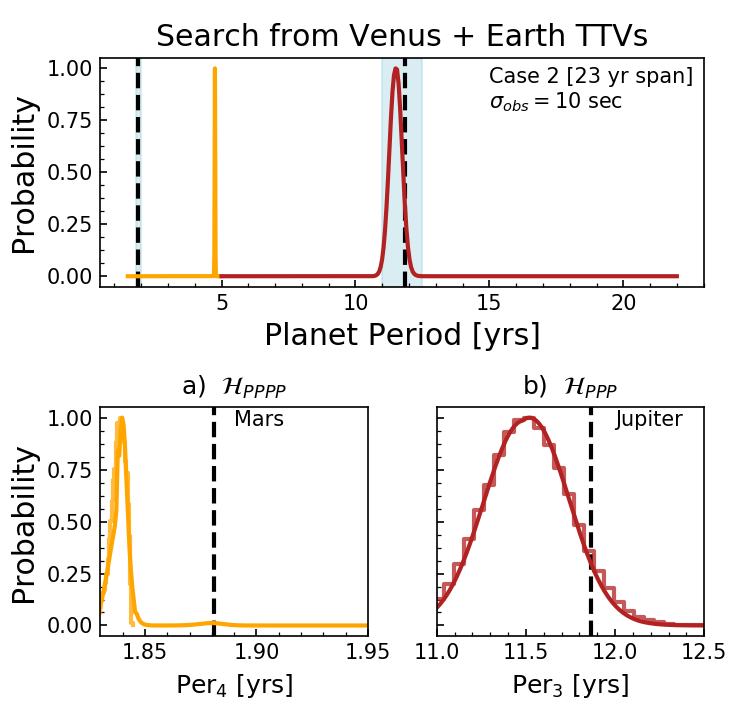 Search from Venus + Earth TTVs
Case 2 [23 yr span]
σ_obs = 10 sec
Probability
1.00
0.75
0.50
0.25
0.00
5
10
15
20
Planet Period [yrs]
a) ℋ_PPPP
Mars
Probability
1.00
0.75
0.50
0.25
0.00
1.85
1.90
1.95
Per₄ [yrs]
b) ℋ_PPP
Jupiter
11.0
11.5
12.0
12.5
Per₃ [yrs]